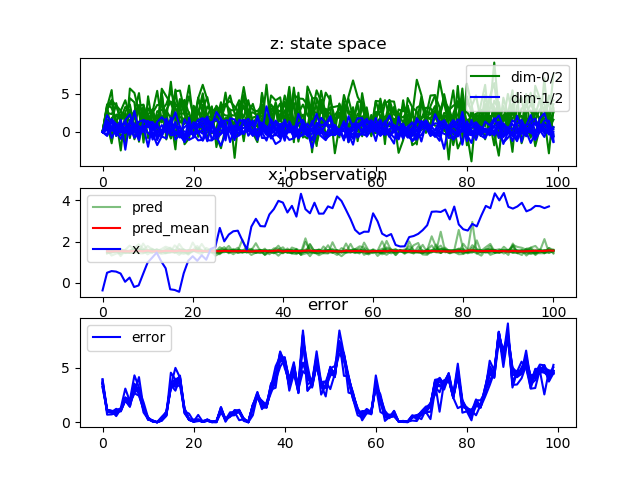 z: state space
dim-0/2
dim-1/2
5
0
0 20 40 60 80 100
x: observation
pred
pred_mean
x
4
2
0
0 20 40 60 80 100
error
error
5
0
0 20 40 60 80 100